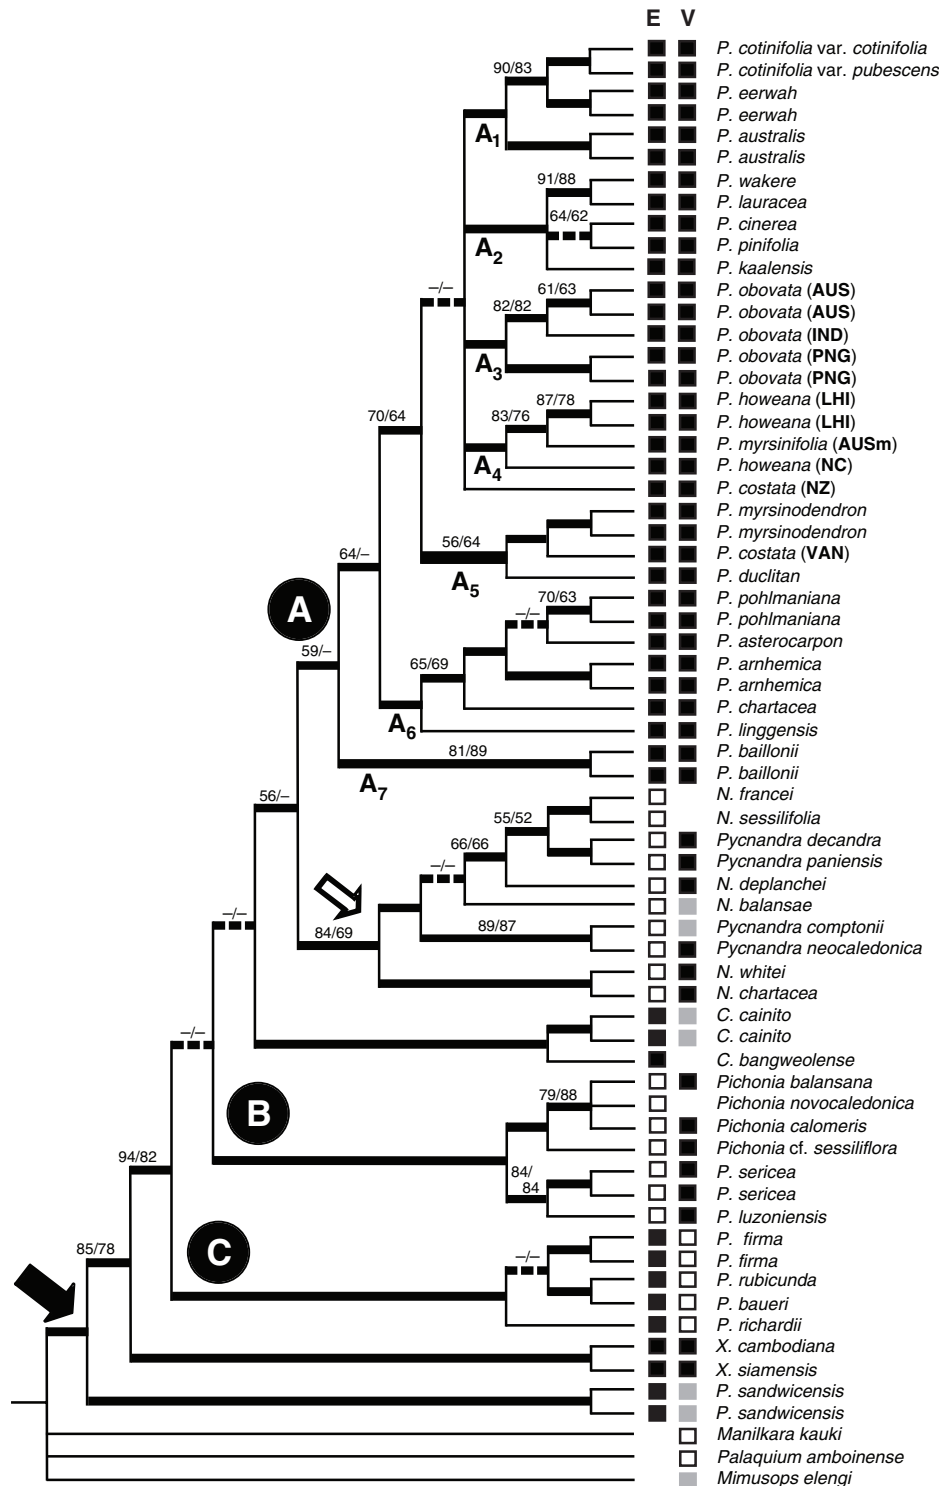 E V
P. cotinifolia var. cotinifolia
90/83
P. cotinifolia var. pubescens
P. eerwah
P. eerwah
A1
P. australis
P. australis
91/88
P. wakere
P. lauracea
64/62
P. cinerea
A2
P. pinifolia
P. kaalensis
–/–
61/63
P. obovata (AUS)
82/82
P. obovata (AUS)
P. obovata (IND)
A3
P. obovata (PNG)
P. obovata (PNG)
87/78
P. howeana (LHI)
70/64
83/76
P. howeana (LHI)
P. myrsinifolia (AUSm)
A4
P. howeana (NC)
P. costata (NZ)
P. myrsinodendron
P. myrsinodendron
64/–
56/64
P. costata (VAN)
A5
P. duclitan
A
70/63
P. pohlmaniana
–/–
P. pohlmaniana
P. asterocarpon
59/–
65/69
P. arnhemica
P. arnhemica
P. chartacea
A6
P. linggensis
81/89
P. baillonii
A7
P. baillonii
56/–
N. francei
55/52
N. sessilifolia
Pycnandra decandra
66/66
Pycnandra paniensis
–/–
N. deplanchei
N. balansae
–/–
84/69
89/87
Pycnandra comptonii
Pycnandra neocaledonica
N. whitei
N. chartacea
–/–
C. cainito
C. cainito
C. bangweolense
B
79/88
Pichonia balansana
Pichonia novocaledonica
Pichonia calomeris
94/82
Pichonia cf. sessiliflora
84/
84
P. sericea
P. sericea
P. luzoniensis
85/78
C
–/–
P. firma
P. firma
P. rubicunda
P. baueri
P. richardii
X. cambodiana
X. siamensis
P. sandwicensis
P. sandwicensis
Manilkara kauki
Palaquium amboinense
Mimusops elengi